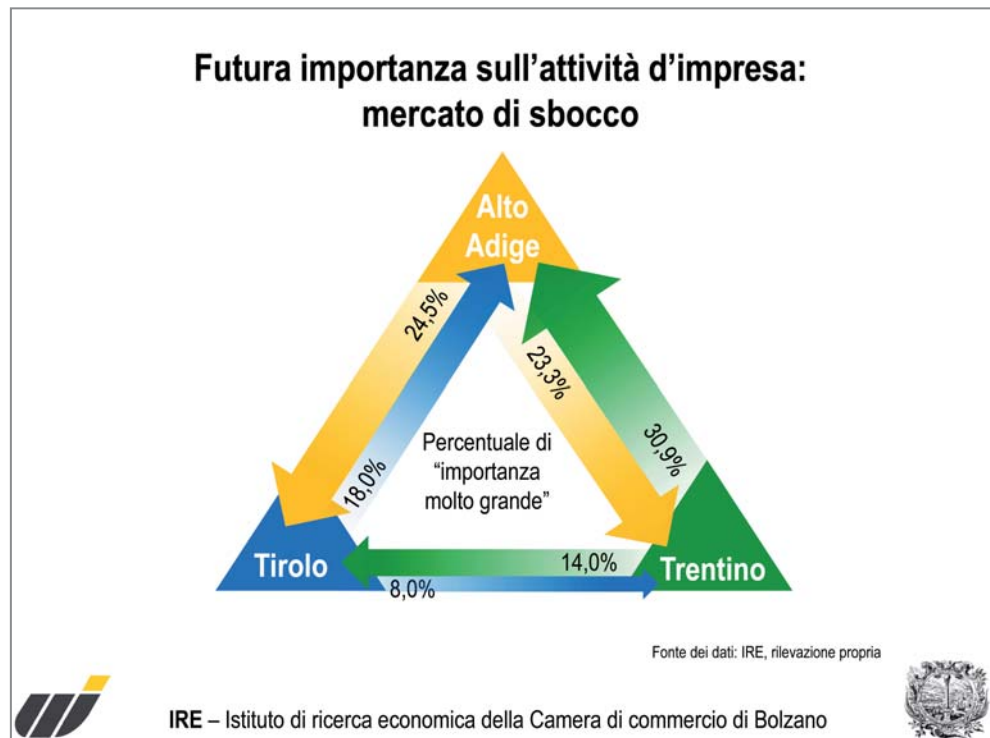 Futura importanza sull'attività d'impresa:
mercato di sbocco
Alto
Adige
24,5%
23,3%
18,0%
30,9%
Percentuale di
“importanza
molto grande”
Tirolo
14,0%
Trentino
8,0%
Fonte dei dati: IRE, rilevazione propria
IRE – Istituto di ricerca economica della Camera di commercio di Bolzano